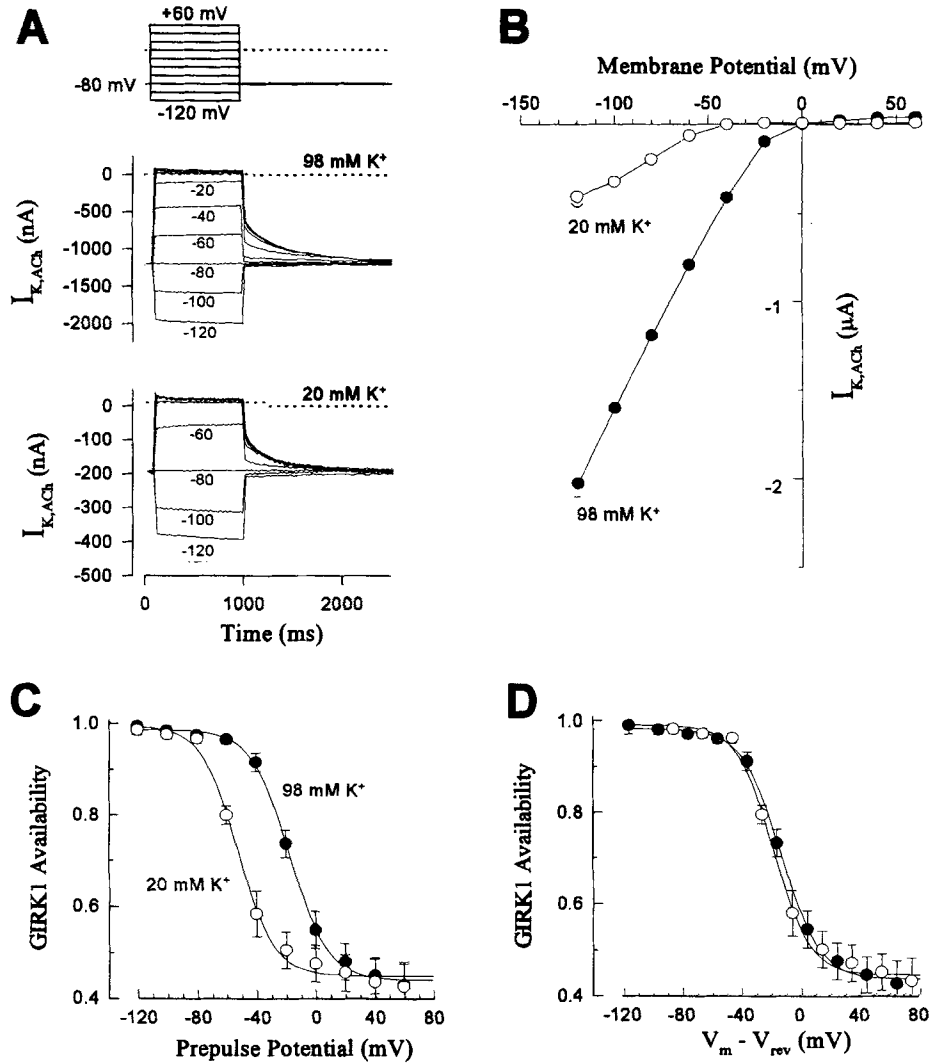 A
+60 mV
-80 mV
-120 mV
98 mM K⁺
0
-500
-1000
-1500
-2000
I_K,ACh (nA)
-20
-40
-60
-80
-100
-120
20 mM K⁺
0
-100
-200
-300
-400
-500
I_K,ACh (nA)
-60
-80
-100
-120
0
1000
2000
Time (ms)
B
Membrane Potential (mV)
-150
-100
-50
0
50
20 mM K⁺
98 mM K⁺
-1
-2
I_K,ACh (μA)
C
1.0
0.8
0.6
0.4
GIRK1 Availability
98 mM K⁺
20 mM K⁺
-120
-80
-40
0
40
80
Prepulse Potential (mV)
D
1.0
0.8
0.6
0.4
GIRK1 Availability
-120
-80
-40
0
40
80
V_m - V_rev (mV)